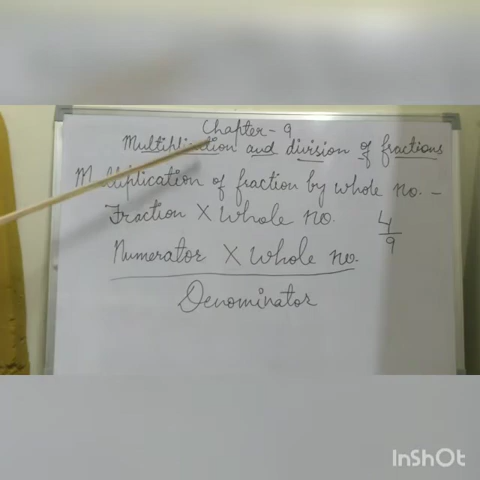 Chapter - 9
Multiplication and division of fractions
Multiplication of fraction by whole no. -
Fraction X Whole no.
4
9
Numerator X Whole no.
Denominator
InShOt